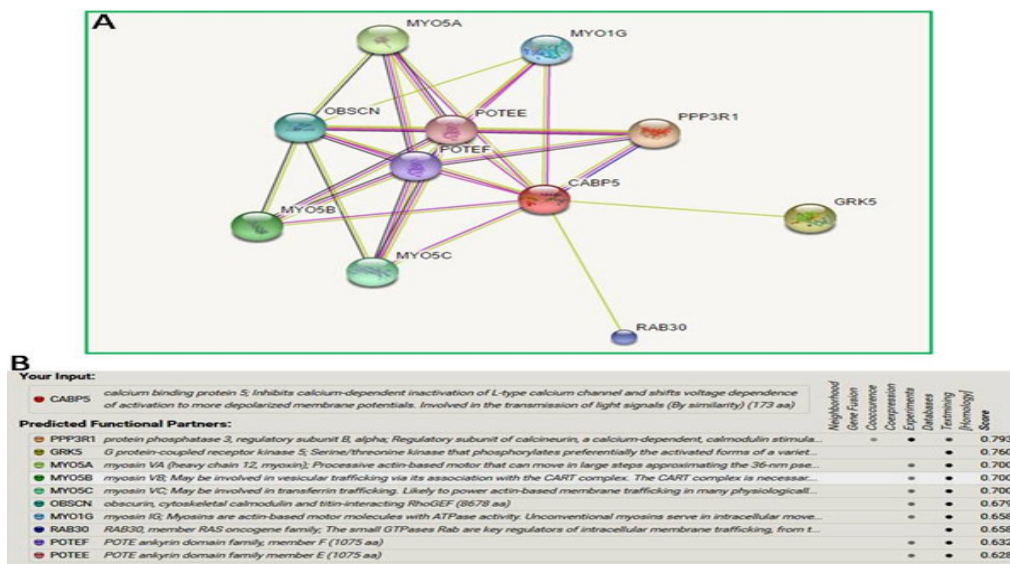 A
MYO5A
MYO1G
OBSCN
POTEE
PPP3R1
POTEF
CABP5
MYO5B
GRK5
MYO5C
RAB30
B
Your Input:
CABP5 calcium binding protein 5; Inhibits calcium-dependent inactivation of L-type calcium channel and shifts voltage dependence
of activation to more depolarized membrane potentials. Involved in the transmission of light signals (By similarity) (173 aa)
Neighborhood
Gene Fusion
Cooccurence
Coexpression
Experiments
Databases
Textmining
[Homology]
Score
Predicted Functional Partners:
PPP3R1 protein phosphatase 3, regulatory subunit B, alpha; Regulatory subunit of calcineurin, a calcium-dependent, calmodulin stimula... 0.793
GRK5 G protein-coupled receptor kinase 5; Serine/threonine kinase that phosphorylates preferentially the activated forms of a variet... 0.760
MYO5A myosin VA (heavy chain 12, myoxin); Processive actin-based motor that can move in large steps approximating the 36-nm pse... 0.700
MYO5B myosin VB; May be involved in vesicular trafficking via its association with the CART complex. The CART complex is necessar... 0.700
MYO5C myosin VC; May be involved in transferrin trafficking. Likely to power actin-based membrane trafficking in many physiologicall... 0.700
OBSCN obscurin, cytoskeletal calmodulin and titin-interacting RhoGEF (8678 aa) 0.679
MYO1G myosin IG; Myosins are actin-based motor molecules with ATPase activity. Unconventional myosins serve in intracellular move... 0.658
RAB30 RAB30, member RAS oncogene family; The small GTPases Rab are key regulators of intracellular membrane trafficking, from t... 0.658
POTEF POTE ankyrin domain family, member F (1075 aa) 0.632
POTEE POTE ankyrin domain family member E (1075 aa) 0.628